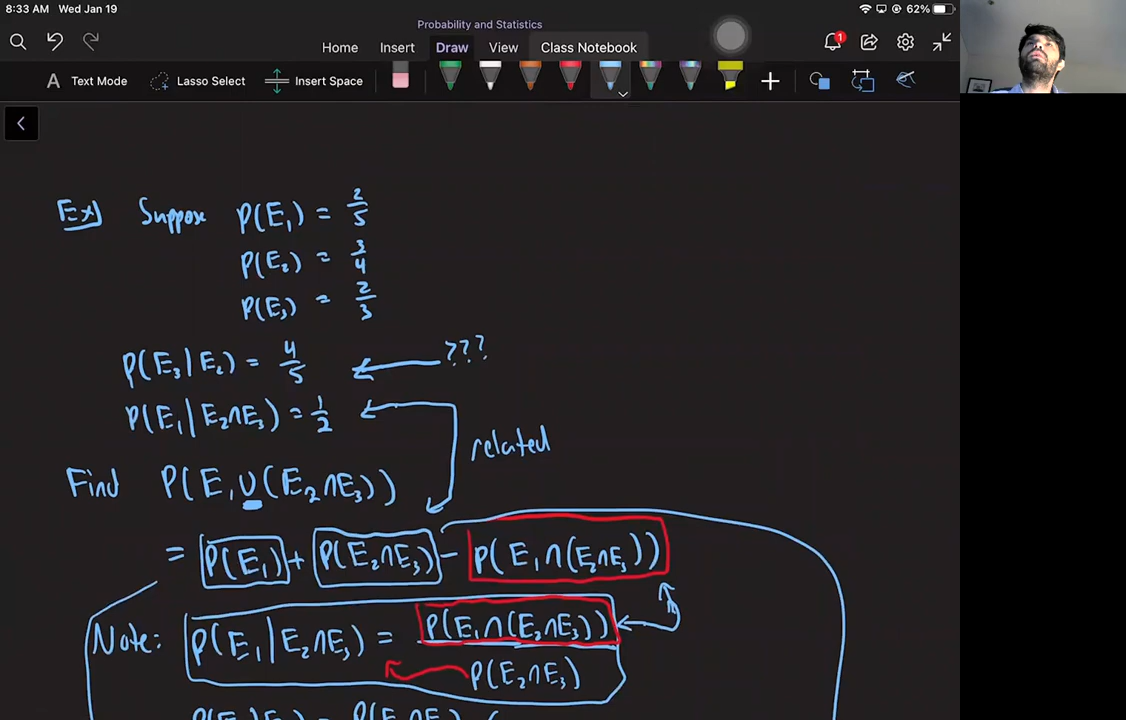 8:33 AM Wed Jan 19
62%
Probability and Statistics
Home Insert Draw View Class Notebook
1
Text Mode Lasso Select Insert Space
Ex) Suppose P(E₁) = 2/5
P(E₂) = 3/4
P(E₃) = 2/3
P(E₃|E₂) = 4/5 ← ???
P(E₁|E₂∩E₃) = 1/2
related
Find P(E₁∪(E₂∩E₃))
= P(E₁) + P(E₂∩E₃) − P(E₁∩(E₂∩E₃))
Note: P(E₁|E₂∩E₃) = P(E₁∩(E₂∩E₃))
P(E₂∩E₃)